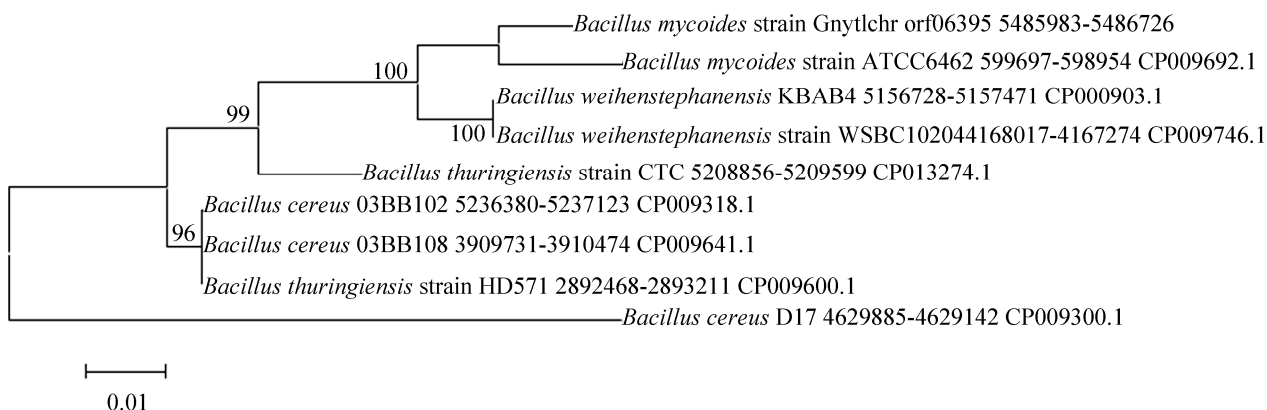 Bacillus mycoides strain Gnytlchr orf06395 5485983-5486726
Bacillus mycoides strain ATCC6462 599697-598954 CP009692.1
100
Bacillus weihenstephanensis KBAB4 5156728-5157471 CP000903.1
99
100
Bacillus weihenstephanensis strain WSBC102044168017-4167274 CP009746.1
Bacillus thuringiensis strain CTC 5208856-5209599 CP013274.1
Bacillus cereus 03BB102 5236380-5237123 CP009318.1
96
Bacillus cereus 03BB108 3909731-3910474 CP009641.1
Bacillus thuringiensis strain HD571 2892468-2893211 CP009600.1
Bacillus cereus D17 4629885-4629142 CP009300.1
0.01